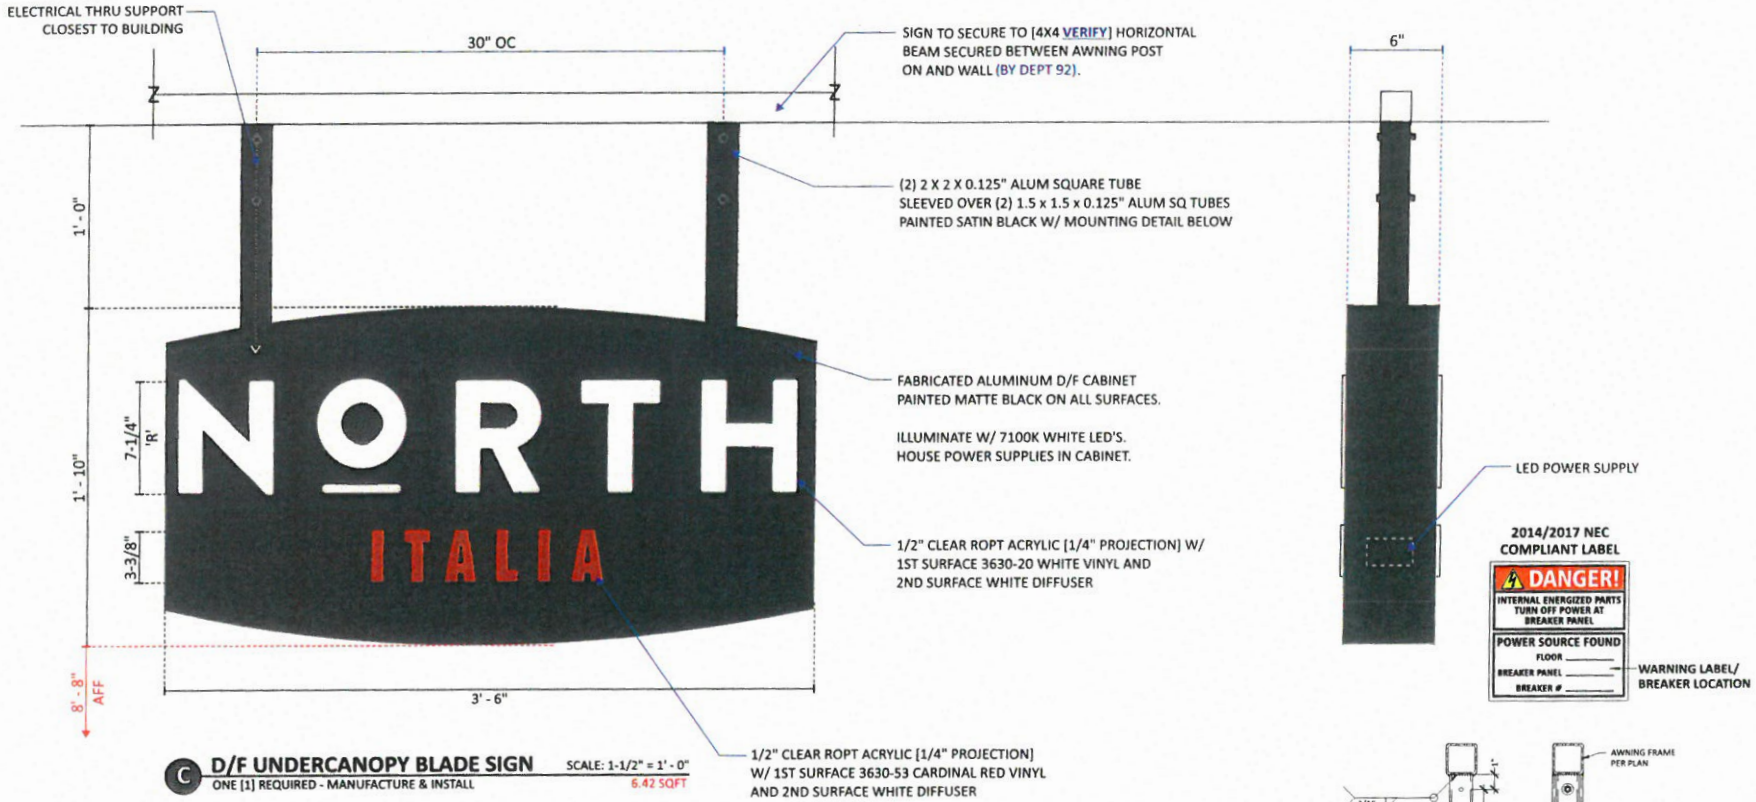 ELECTRICAL THRU SUPPORT
CLOSEST TO BUILDING
30" OC
SIGN TO SECURE TO [4X4 VERIFY] HORIZONTAL
BEAM SECURED BETWEEN AWNING POST
ON AND WALL (BY DEPT 92).
6"
Z
Z
1' - 0"
(2) 2 X 2 X 0.125" ALUM SQUARE TUBE
SLEEVED OVER (2) 1.5 x 1.5 x 0.125" ALUM SQ TUBES
PAINTED SATIN BLACK W/ MOUNTING DETAIL BELOW
FABRICATED ALUMINUM D/F CABINET
PAINTED MATTE BLACK ON ALL SURFACES.
ILLUMINATE W/ 7100K WHITE LED'S.
HOUSE POWER SUPPLIES IN CABINET.
1' - 10"
7-1/4"
'R'
NORTH
3-3/8"
ITALIA
1/2" CLEAR ROPT ACRYLIC [1/4" PROJECTION] W/
1ST SURFACE 3630-20 WHITE VINYL AND
2ND SURFACE WHITE DIFFUSER
LED POWER SUPPLY
2014/2017 NEC
COMPLIANT LABEL
DANGER!
INTERNAL ENERGIZED PARTS
TURN OFF POWER AT
BREAKER PANEL
POWER SOURCE FOUND
FLOOR
BREAKER PANEL
BREAKER #
WARNING LABEL/
BREAKER LOCATION
8' - 8"
AFF
3' - 6"
C
D/F UNDERCANOPY BLADE SIGN
SCALE: 1-1/2" = 1' - 0"
ONE [1] REQUIRED - MANUFACTURE & INSTALL
6.42 SQFT
1/2" CLEAR ROPT ACRYLIC [1/4" PROJECTION]
W/ 1ST SURFACE 3630-53 CARDINAL RED VINYL
AND 2ND SURFACE WHITE DIFFUSER
AWNING FRAME
PER PLAN
1"